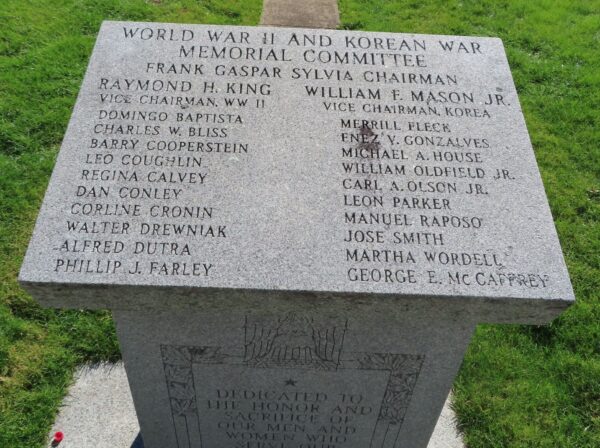 WORLD WAR II AND KOREAN WAR
MEMORIAL COMMITTEE
FRANK GASPAR SYLVIA CHAIRMAN
RAYMOND H. KING
VICE CHAIRMAN, WW II
DOMINGO BAPTISTA
CHARLES W. BLISS
BARRY COOPERSTEIN
LEO COUGHLIN
REGINA CALVEY
DAN CONLEY
CORLINE CRONIN
WALTER DREWNIAK
ALFRED DUTRA
PHILLIP J. FARLEY
WILLIAM F. MASON JR.
VICE CHAIRMAN, KOREA
MERRILL FLECK
ENEZ V. GONZALVES
MICHAEL A. HOUSE
WILLIAM OLDFIELD JR.
CARL A. OLSON JR.
LEON PARKER
MANUEL RAPOSO
JOSE SMITH
MARTHA WORDELL
GEORGE E. MCCAFFREY
DEDICATED TO
THE HONOR AND
SACRIFICE OF
OUR MEN AND
WOMEN WHO
SERVE OUR